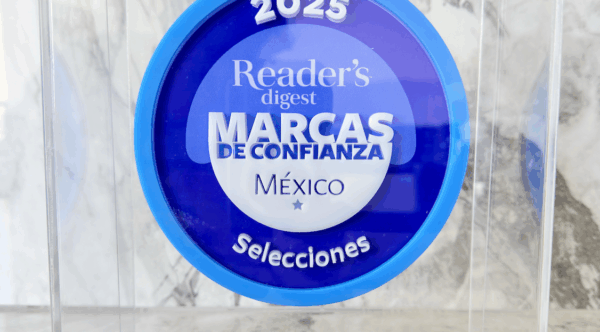 2025
Reader's
digest
MARCAS
DE CONFIANZA
MÉXICO
Selecciones